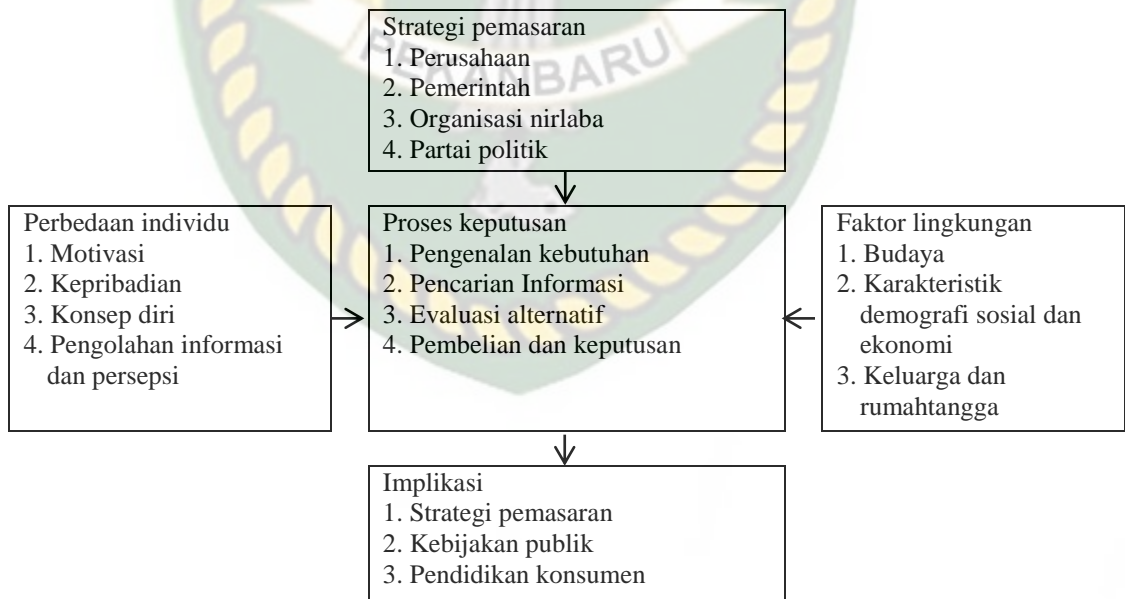 Strategi pemasaran
1. Perusahaan
2. Pemerintah
3. Organisasi nirlaba
4. Partai politik
PEKANBARU
Perbedaan individu
1. Motivasi
2. Kepribadian
3. Konsep diri
4. Pengolahan informasi
dan persepsi
Proses keputusan
1. Pengenalan kebutuhan
2. Pencarian Informasi
3. Evaluasi alternatif
4. Pembelian dan keputusan
Faktor lingkungan
1. Budaya
2. Karakteristik
demografi sosial dan
ekonomi
3. Keluarga dan
rumahtangga
Implikasi
1. Strategi pemasaran
2. Kebijakan publik
3. Pendidikan konsumen